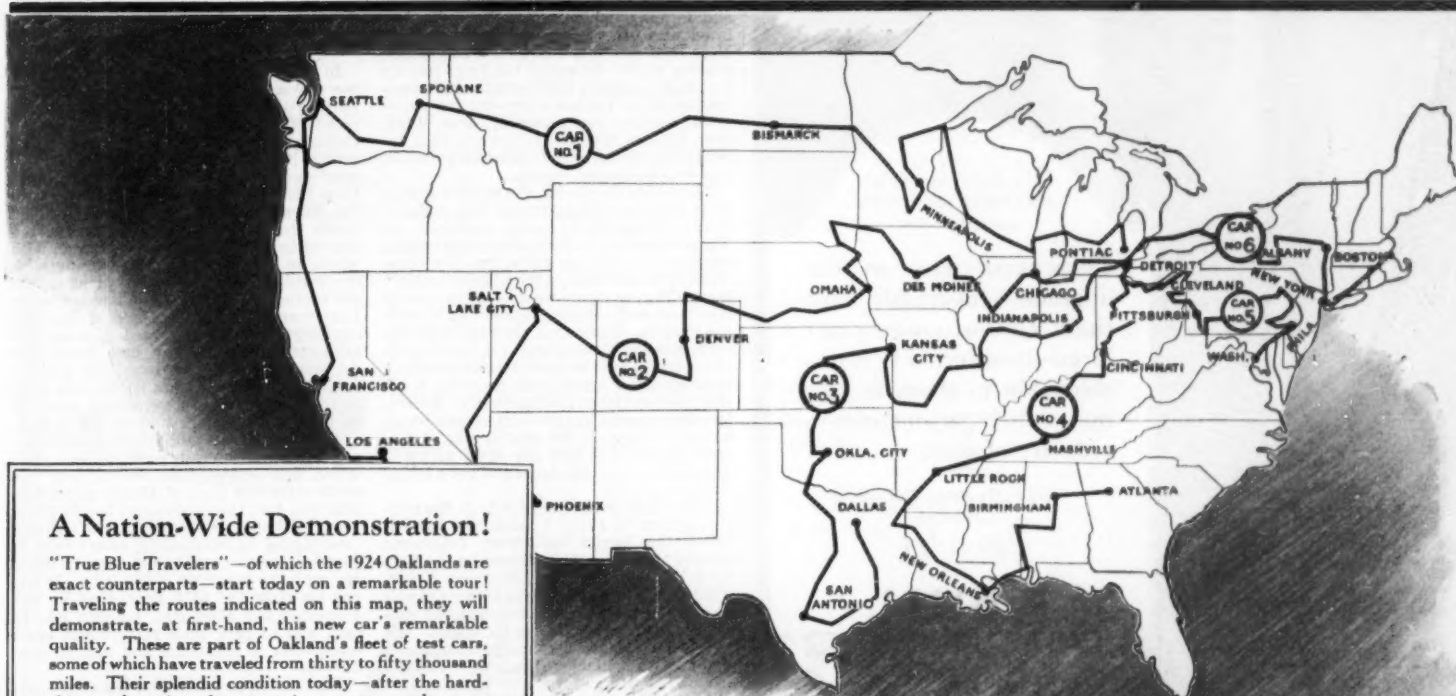 SEATTLE
SPOKANE
CAR
NO. 1
BISMARCK
MINNEAPOLIS
PONTIAC
CAR
NO 6
ALBANY
BOSTON
DETROIT
NEW YORK
CLEVELAND
SALT
LAKE CITY
OMAHA
DES MOINES
CHICAGO
INDIANAPOLIS
PITTSBURGH
CAR
NO. 5
PHILA.
WASH.
DENVER
CAR
NO. 2
KANSAS
CITY
CINCINNATI
SAN
FRANCISCO
CAR
NO. 3
CAR
NO 4
NASHVILLE
LOS ANGELES
OKLA. CITY
LITTLE ROCK
ATLANTA
BIRMINGHAM
PHOENIX
DALLAS
NEW ORLEANS
SAN
ANTONIO
A Nation-Wide Demonstration!
"True Blue Travelers"—of which the 1924 Oaklands are
exact counterparts—start today on a remarkable tour!
Traveling the routes indicated on this map, they will
demonstrate, at first-hand, this new car's remarkable
quality. These are part of Oakland's fleet of test cars,
some of which have traveled from thirty to fifty thousand
miles. Their splendid condition today—after the hard-